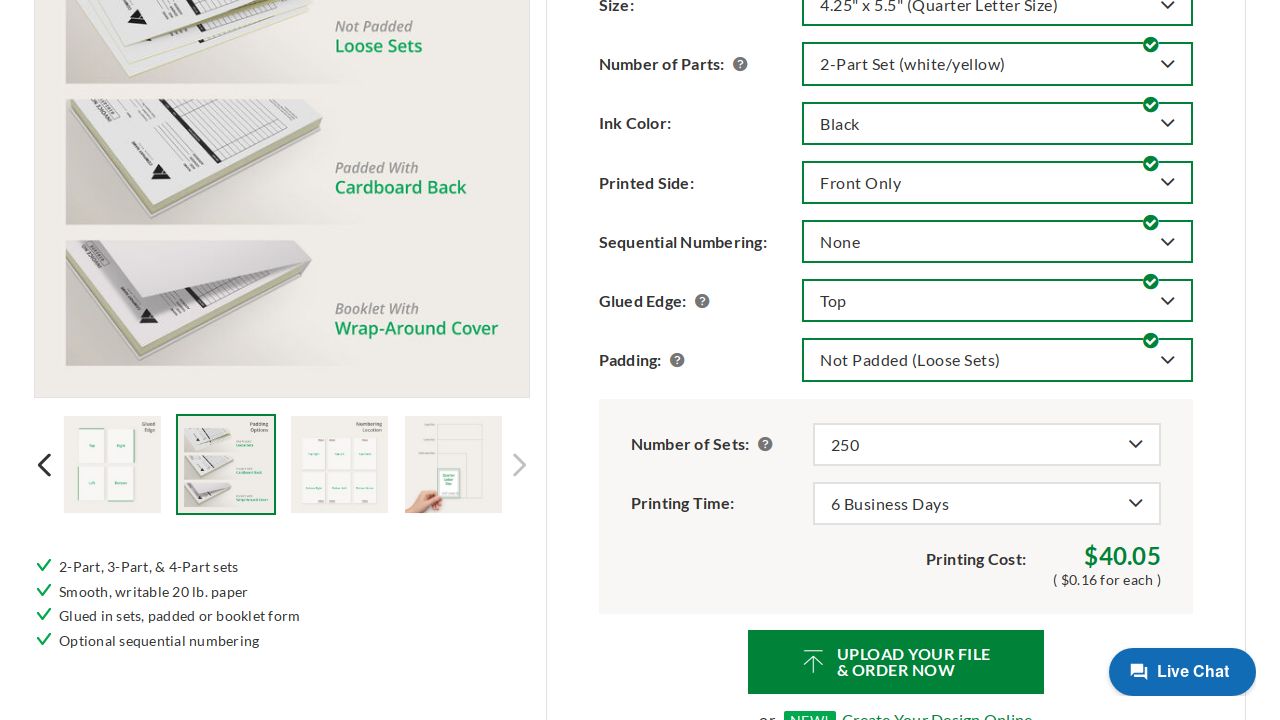 Not Padded
Loose Sets
Padded With
Cardboard Back
Booklet With
Wrap-Around Cover
Glued
Edge
Top
Right
Left
Bottom
Padding
Options
Numbering
Location
2-Part, 3-Part, & 4-Part sets
Smooth, writable 20 lb. paper
Glued in sets, padded or booklet form
Optional sequential numbering
Size: 4.25" x 5.5" (Quarter Letter Size)
Number of Parts: 2-Part Set (white/yellow)
Ink Color: Black
Printed Side: Front Only
Sequential Numbering: None
Glued Edge: Top
Padding: Not Padded (Loose Sets)
Number of Sets: 250
Printing Time: 6 Business Days
Printing Cost: $40.05
( $0.16 for each )
UPLOAD YOUR FILE
& ORDER NOW
or NEW! Create Your Design Online
Live Chat